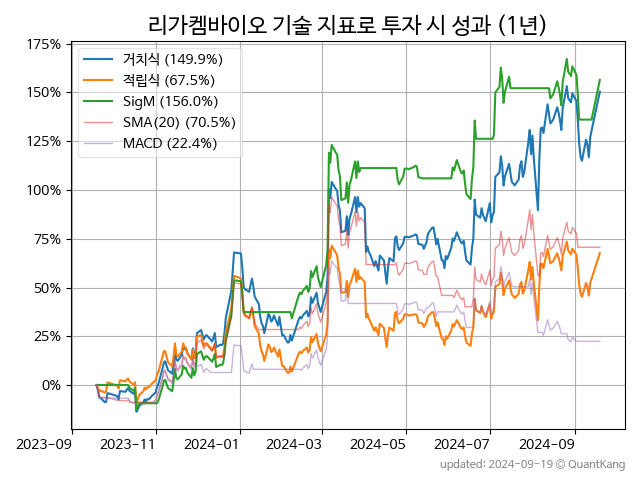 리가켐바이오 기술 지표로 투자 시 성과 (1년)
175%
150%
125%
100%
75%
50%
25%
0%
거치식 (149.9%)
적립식 (67.5%)
SigM (156.0%)
SMA(20) (70.5%)
MACD (22.4%)
2023-09
2023-11
2024-01
2024-03
2024-05
2024-07
2024-09
updated: 2024-09-19 © QuantKang